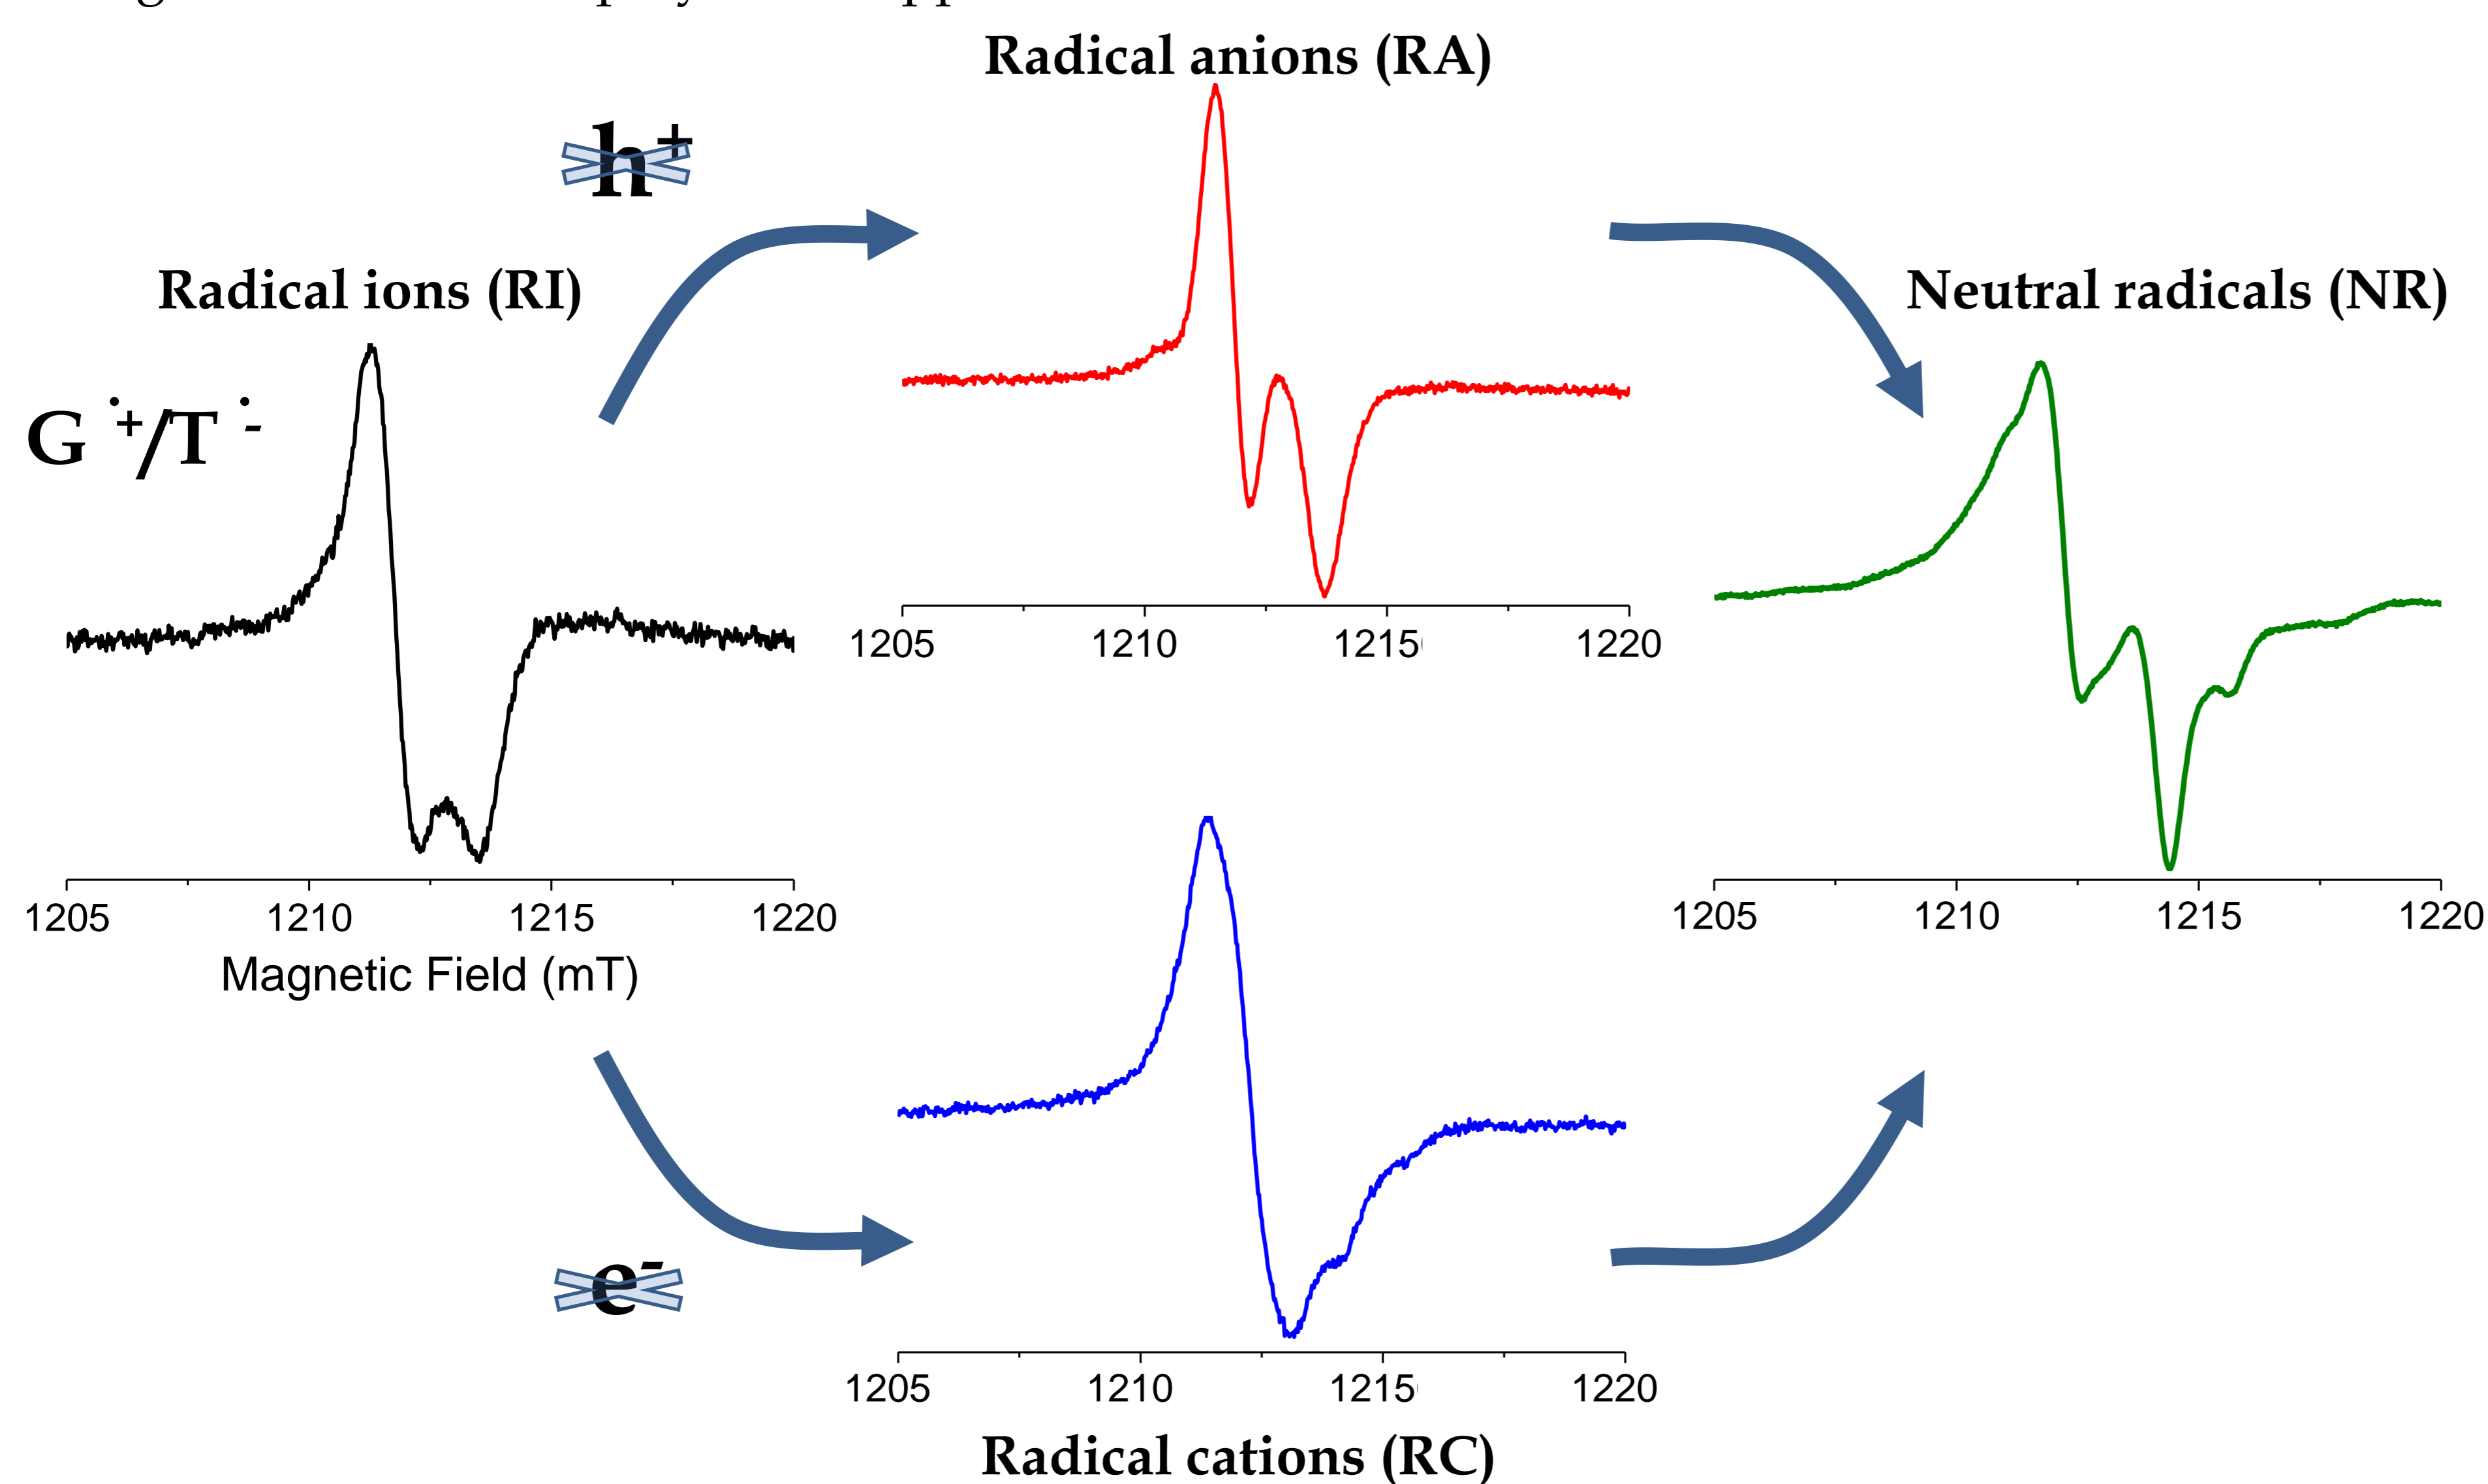 Radical anions (RA)
h+
Radical ions (RI)
Neutral radicals (NR)
G •+/T •-
1205 1210 1215 1220
1205 1210 1215 1220
Magnetic Field (mT)
1205 1210 1215 1220
e-
1205 1210 1215 1220
Radical cations (RC)